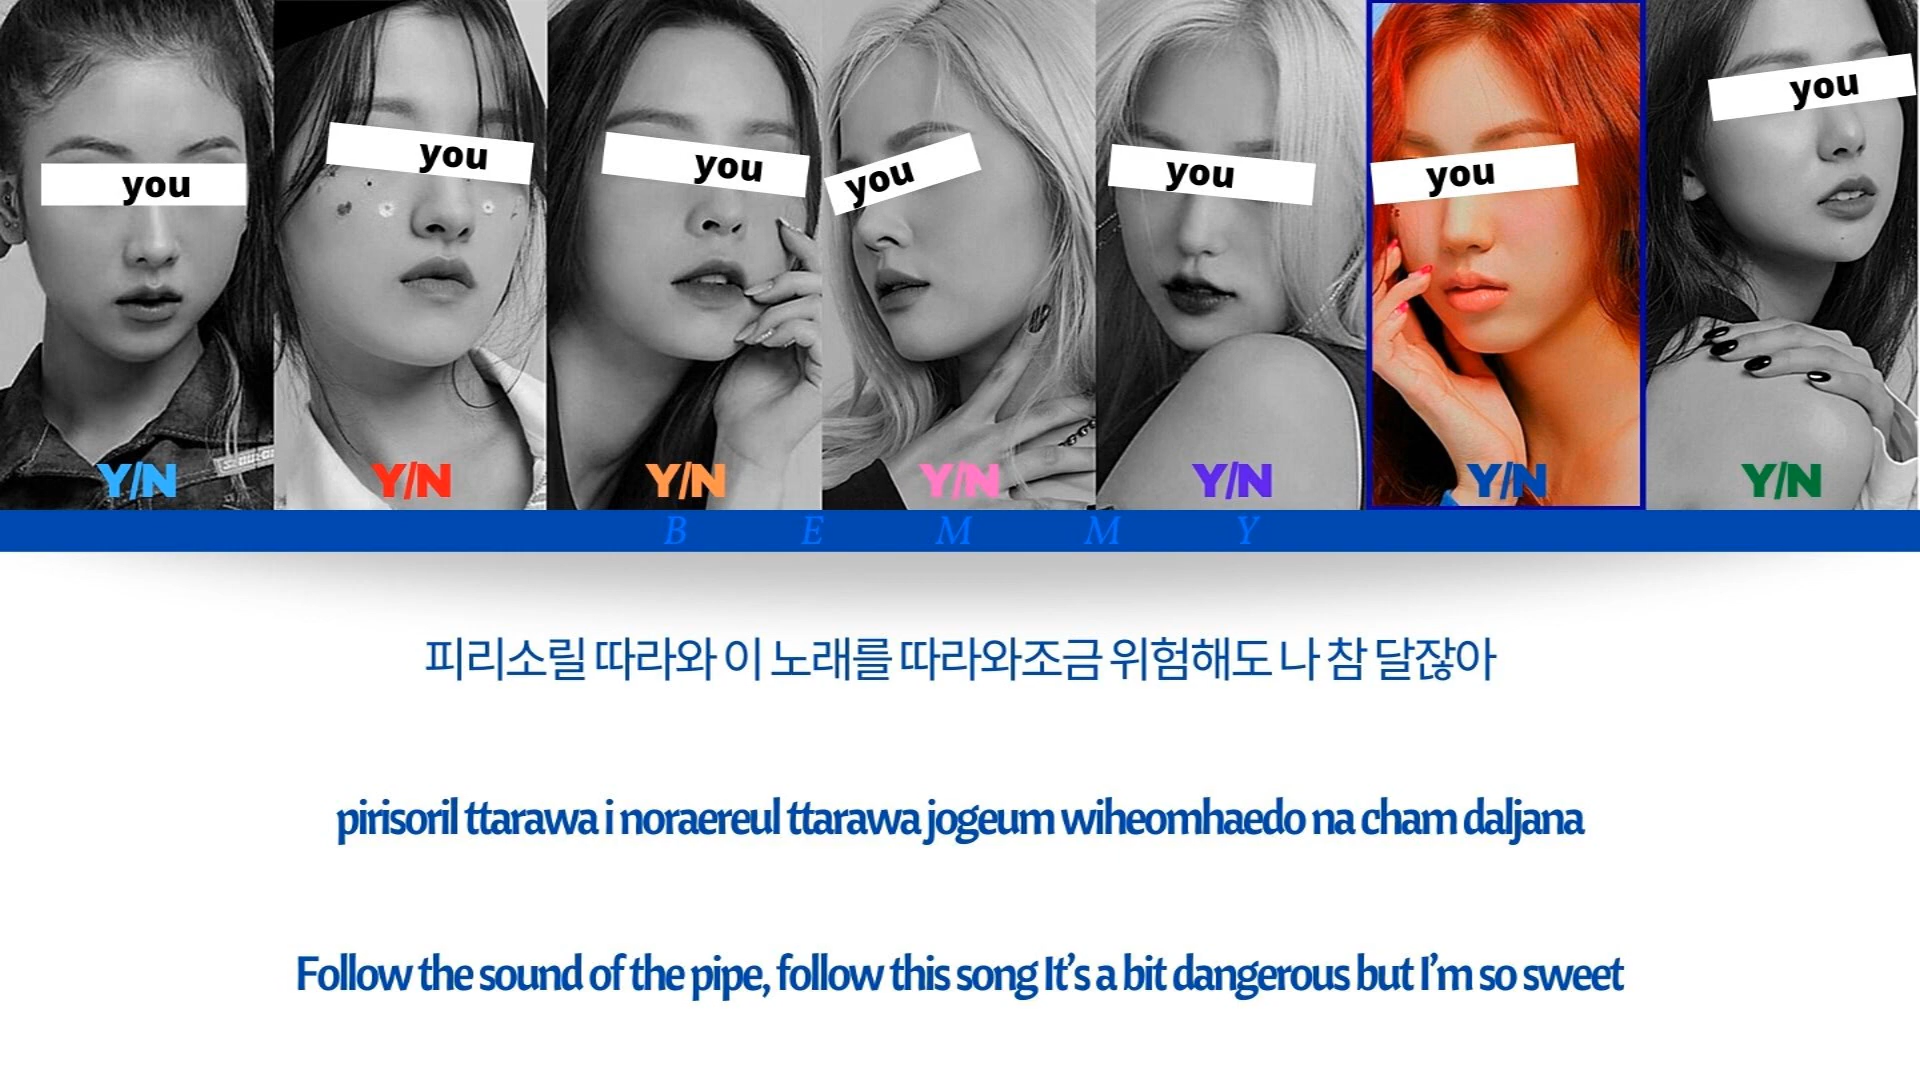 you
you
you
you
you
you
you
Y/N
Y/N
Y/N
Y/N
Y/N
Y/N
Y/N
B E M M Y
피리소릴 따라와 이 노래를 따라와조금 위험해도 나 참 달잖아
pirisoril ttarawa i noraereul ttarawa jogeum wiheomhaedo na cham daljana
Follow the sound of the pipe, follow this song It's a bit dangerous but I'm so sweet